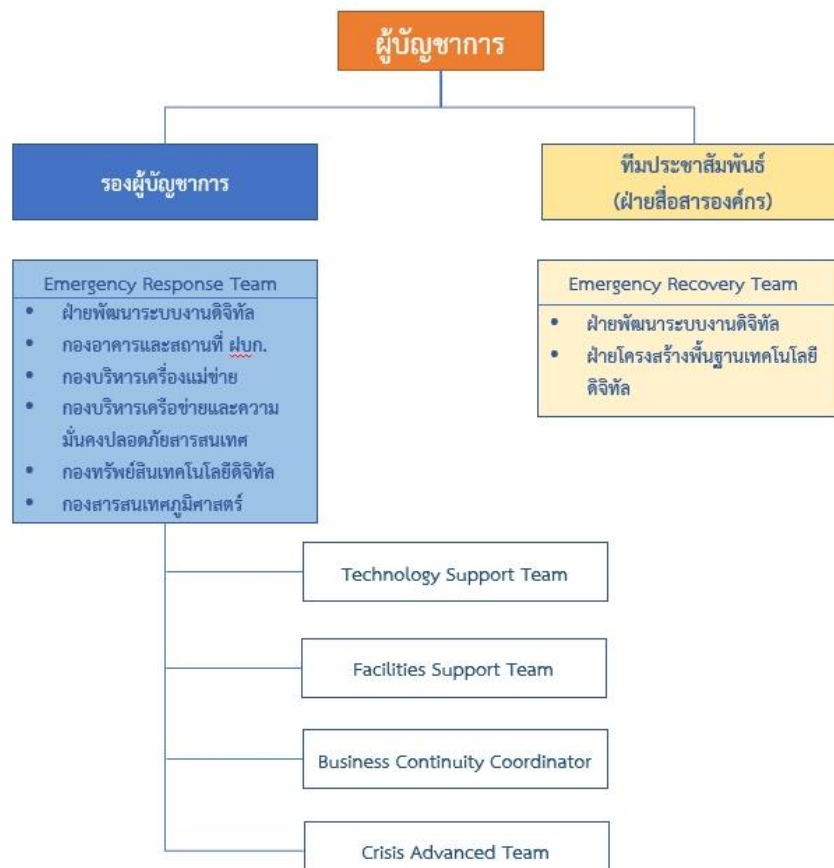 ผู้บัญชาการ
รองผู้บัญชาการ
ทีมประชาสัมพันธ์
(ฝ่ายสื่อสารองค์กร)
Emergency Response Team
• ฝ่ายพัฒนาระบบงานดิจิทัล
• กองอาคารและสถานที่ ฝบก.
• กองบริหารเครื่องแม่ข่าย
• กองบริหารเครือข่ายและความ
มั่นคงปลอดภัยสารสนเทศ
• กองทรัพย์สินเทคโนโลยีดิจิทัล
• กองสารสนเทศภูมิศาสตร์
Emergency Recovery Team
• ฝ่ายพัฒนาระบบงานดิจิทัล
• ฝ่ายโครงสร้างพื้นฐานเทคโนโลยี
ดิจิทัล
Technology Support Team
Facilities Support Team
Business Continuity Coordinator
Crisis Advanced Team